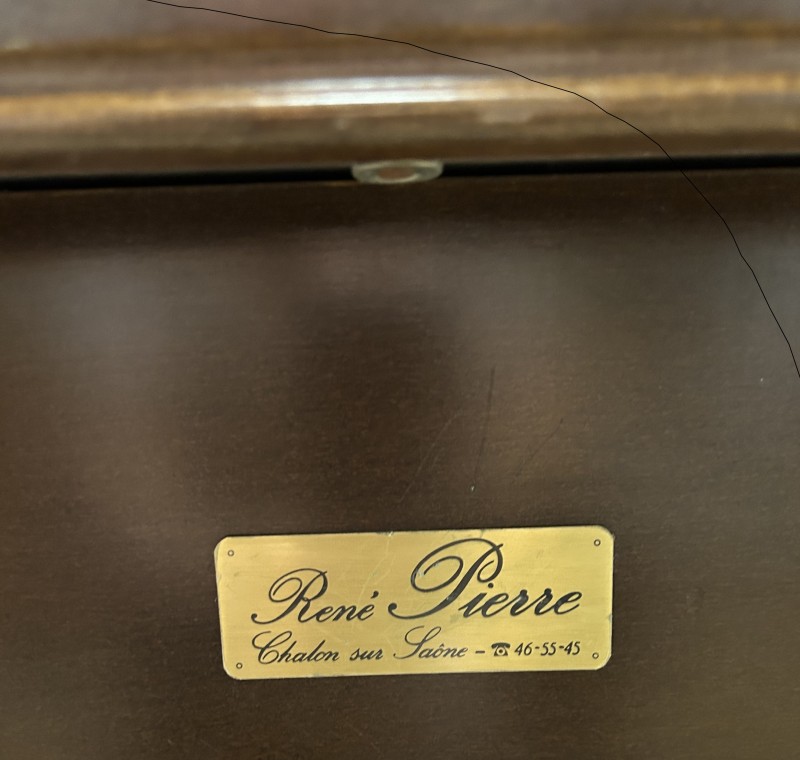 René Pierre
Chalon sur Saône - ☎ 46-55-45